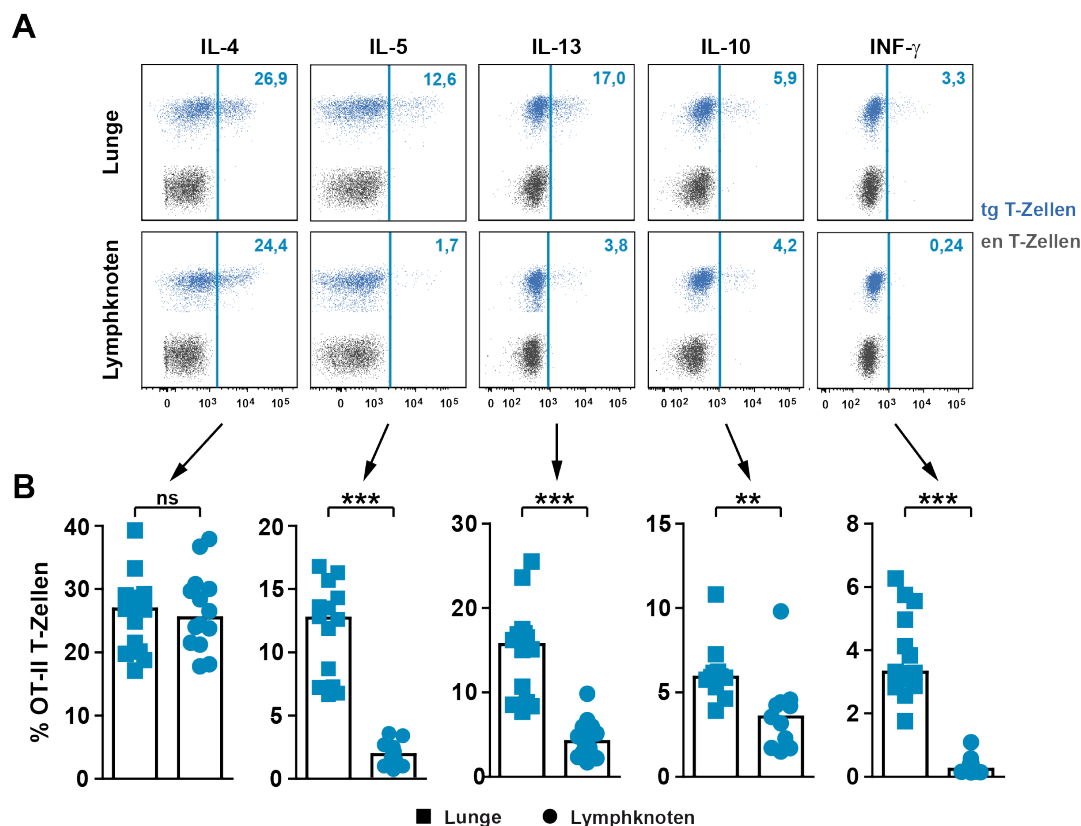 A
IL-4 IL-5 IL-13 IL-10 INF-γ
Lunge
26,9 12,6 17,0 5,9 3,3
tg T-Zellen
en T-Zellen
Lymphknoten
24,4 1,7 3,8 4,2 0,24
0 10³ 10⁴ 10⁵ 0 10³ 10⁴ 10⁵ 0 10² 10³ 10⁴ 10⁵ 0 10² 10³ 10⁴ 10⁵ 0 10² 10³ 10⁴ 10⁵
B
ns *** *** ** ***
% OT-II T-Zellen
40 30 20 10 0
20 15 10 5 0
30 20 10 0
15 10 5 0
8 6 4 2 0
Lunge Lymphknoten